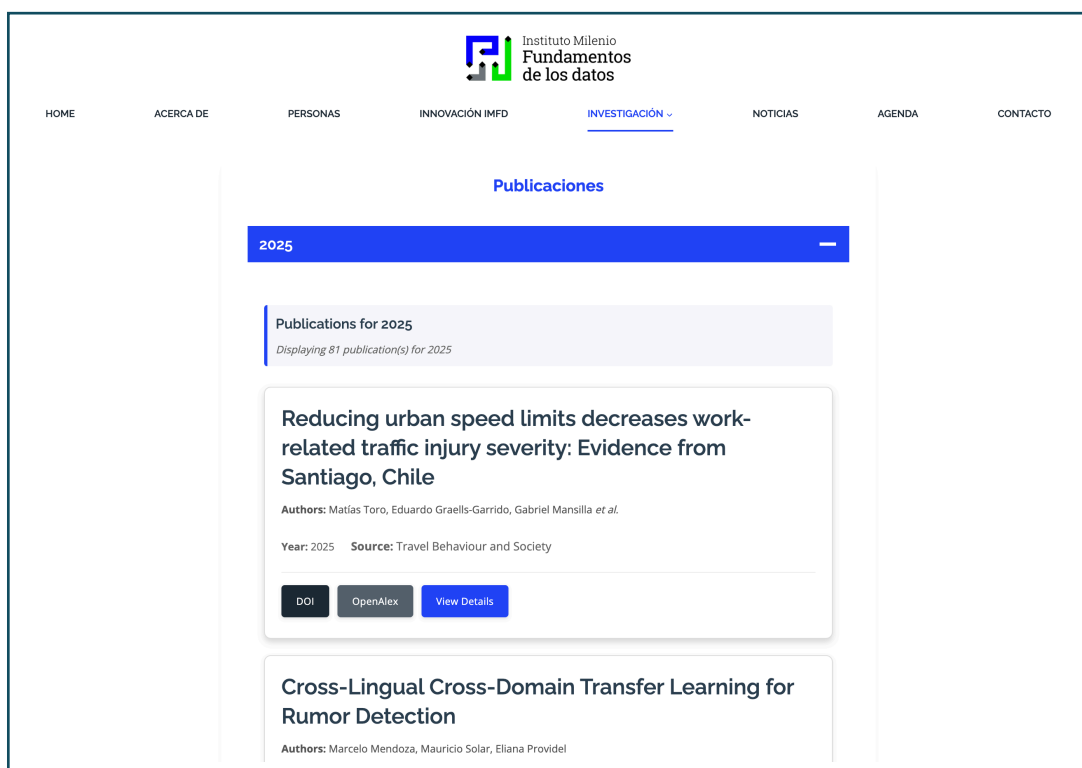 Instituto Milenio
Fundamentos
de los datos
HOME ACERCA DE PERSONAS INNOVACIÓN IMFD INVESTIGACIÓN NOTICIAS AGENDA CONTACTO
Publicaciones
2025
Publications for 2025
Displaying 81 publication(s) for 2025
Reducing urban speed limits decreases work-
related traffic injury severity: Evidence from
Santiago, Chile
Authors: Matías Toro, Eduardo Graells-Garrido, Gabriel Mansilla et al.
Year: 2025 Source: Travel Behaviour and Society
DOI OpenAlex View Details
Cross-Lingual Cross-Domain Transfer Learning for
Rumor Detection
Authors: Marcelo Mendoza, Mauricio Solar, Eliana Providel